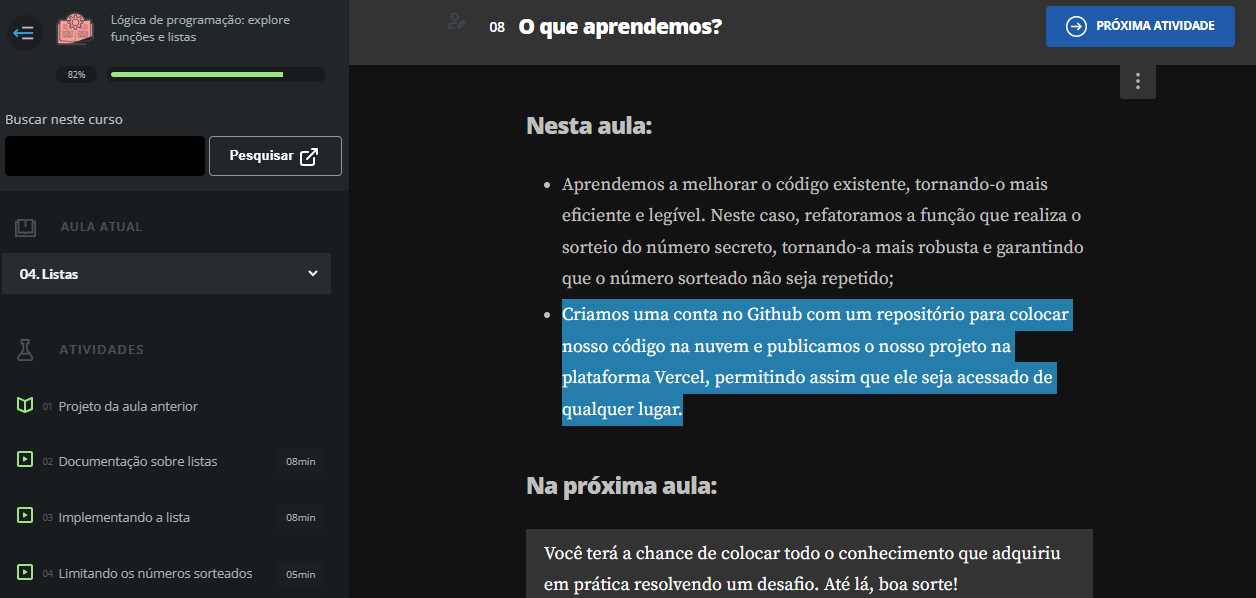 Lógica de programação: explore
funções e listas
82%
Buscar neste curso
Pesquisar
AULA ATUAL
04. Listas
ATIVIDADES
01 Projeto da aula anterior
02 Documentação sobre listas 08min
03 Implementando a lista 08min
04 Limitando os números sorteados 05min
08 O que aprendemos?
PRÓXIMA ATIVIDADE
Nesta aula:
• Aprendemos a melhorar o código existente, tornando-o mais
eficiente e legível. Neste caso, refatoramos a função que realiza o
sorteio do número secreto, tornando-a mais robusta e garantindo
que o número sorteado não seja repetido;
• Criamos uma conta no Github com um repositório para colocar
nosso código na nuvem e publicamos o nosso projeto na
plataforma Vercel, permitindo assim que ele seja acessado de
qualquer lugar.
Na próxima aula:
Você terá a chance de colocar todo o conhecimento que adquiriu
em prática resolvendo um desafio. Até lá, boa sorte!